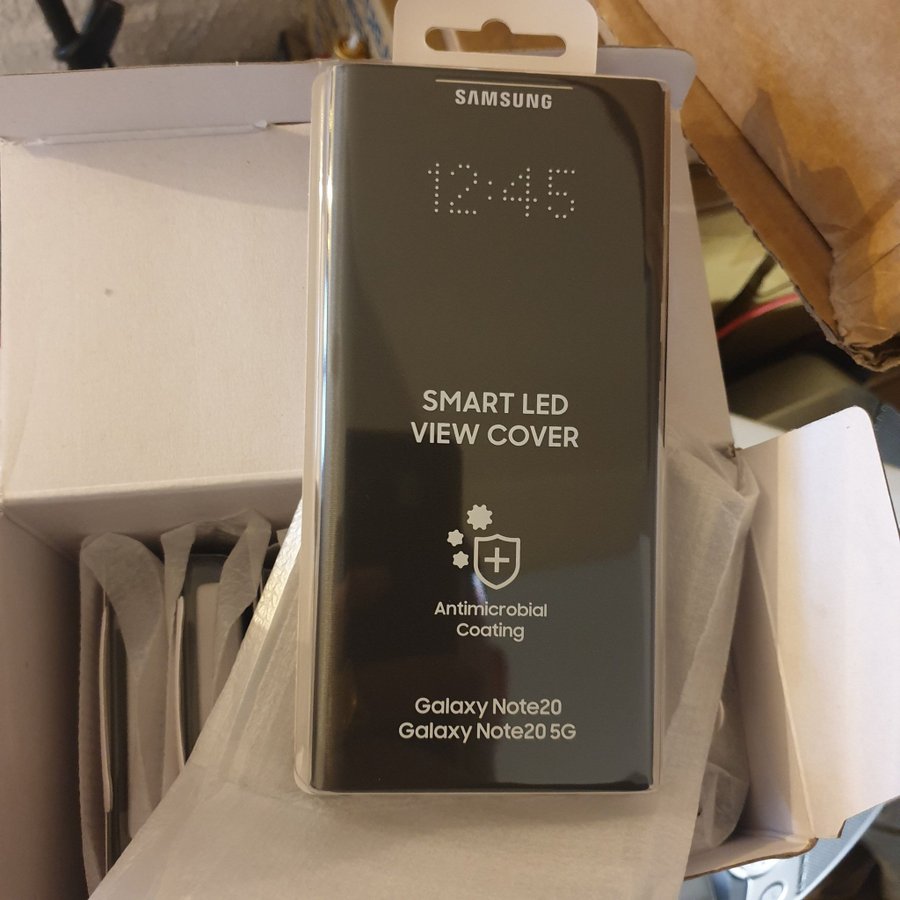 SAMSUNG
12:45
SMART LED
VIEW COVER
Antimicrobial
Coating
Galaxy Note20
Galaxy Note20 5G